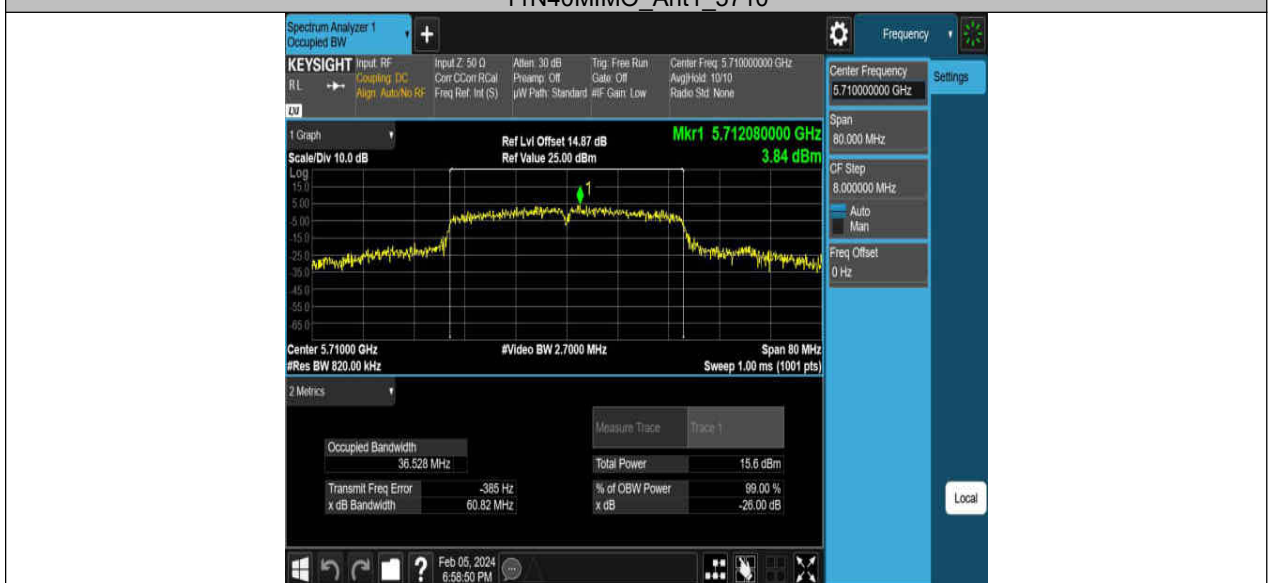 11N40MIMO_Ant1_5710
Spectrum Analyzer 1
Occupied BW
+
Frequency
KEYSIGHT
RL
LXI
Input: RF
Coupling: DC
Align: Auto/No RF
Input Z: 50 Ω
Corr CCorr RCal
Freq Ref: Int (S)
Atten: 30 dB
Preamp: Off
µW Path: Standard
Trig: Free Run
Gate: Off
#IF Gain: Low
Center Freq: 5.710000000 GHz
Avg|Hold: 10/10
Radio Std: None
Center Frequency
5.710000000 GHz
Settings
Span
80.000 MHz
CF Step
8.000000 MHz
Auto
Man
Freq Offset
0 Hz
1 Graph
Scale/Div 10.0 dB
Ref Lvl Offset 14.87 dB
Ref Value 25.00 dBm
Mkr1 5.712080000 GHz
3.84 dBm
Log
15.0
5.00
-5.00
-15.0
-25.0
-35.0
-45.0
-55.0
-65.0
1
Center 5.71000 GHz
#Res BW 820.00 kHz
#Video BW 2.7000 MHz
Span 80 MHz
Sweep 1.00 ms (1001 pts)
2 Metrics
Measure Trace Trace 1
Occupied Bandwidth
36.528 MHz
Total Power 15.6 dBm
Transmit Freq Error -385 Hz
% of OBW Power 99.00 %
x dB Bandwidth 60.82 MHz
x dB -26.00 dB
Local
?
Feb 05, 2024
6:58:50 PM